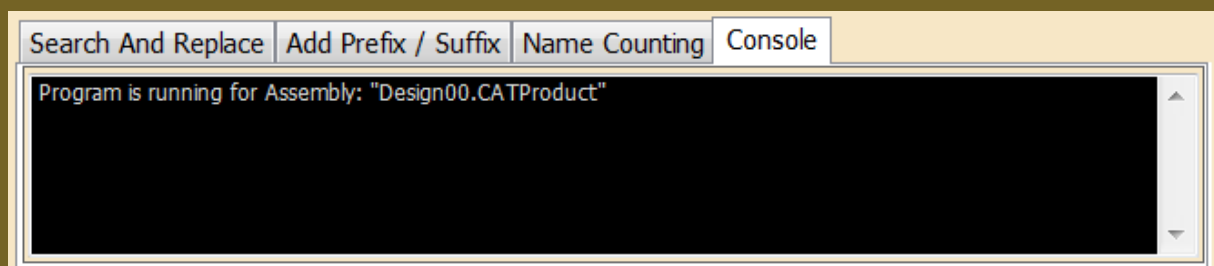 Search And Replace Add Prefix / Suffix Name Counting Console
Program is running for Assembly: "Design00.CATProduct"